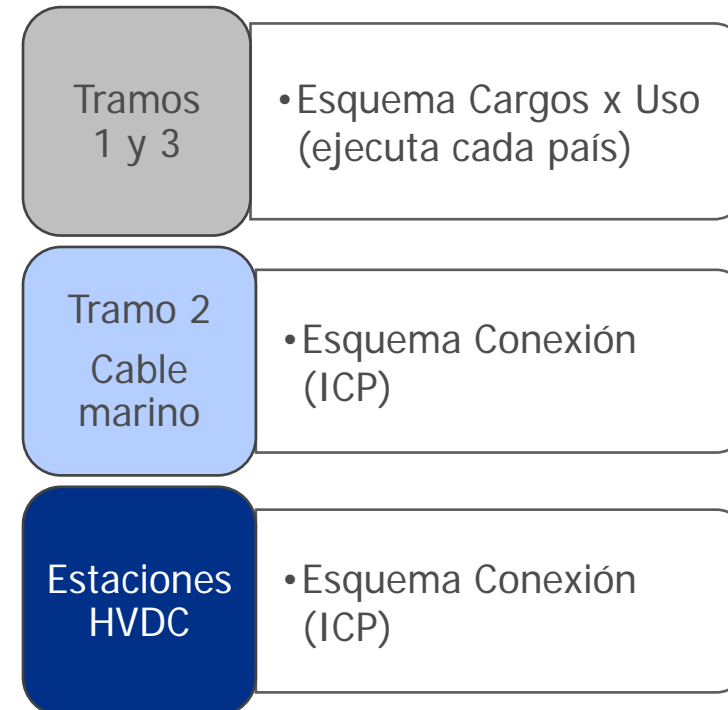 Tramos
1 y 3
•Esquema Cargos x Uso
(ejecuta cada país)
Tramo 2
Cable
marino
•Esquema Conexión
(ICP)
Estaciones
HVDC
•Esquema Conexión
(ICP)